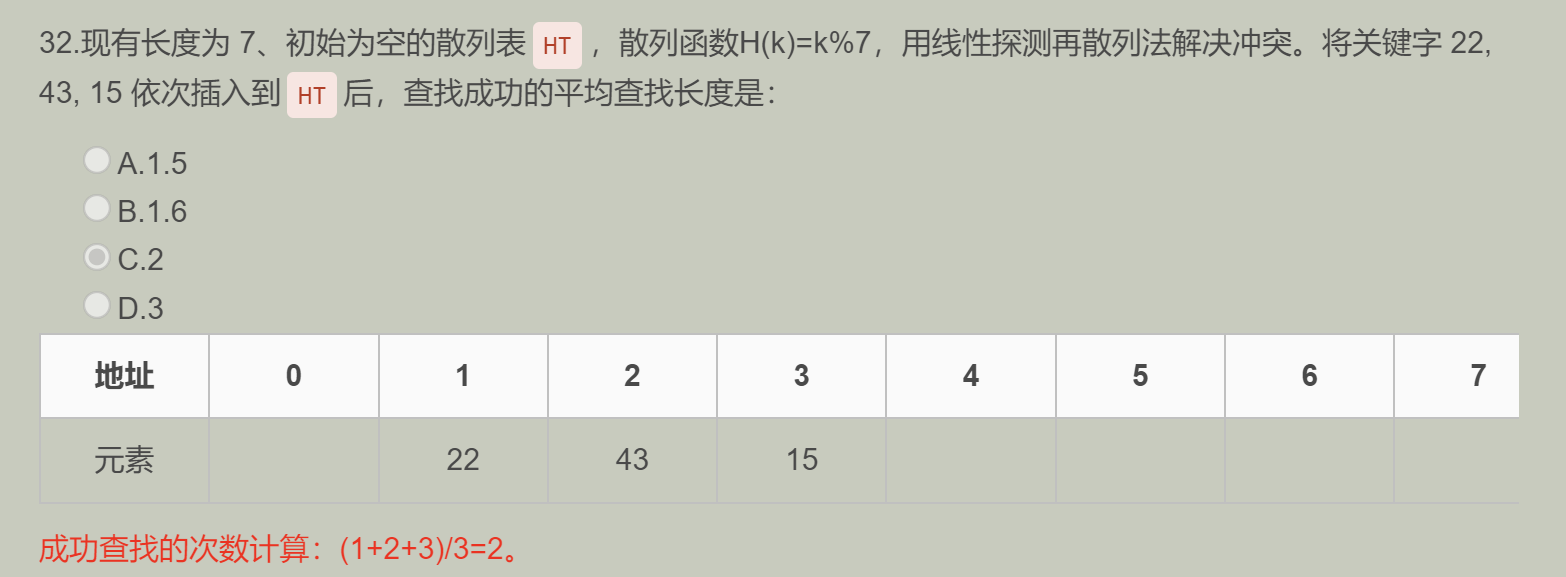 32.现有长度为 7、初始为空的散列表 HT ，散列函数H(k)=k%7，用线性探测再散列法解决冲突。将关键字 22,
43, 15 依次插入到 HT 后，查找成功的平均查找长度是：
A.1.5
B.1.6
C.2
D.3
地址 0 1 2 3 4 5 6 7
元素 22 43 15
成功查找的次数计算：(1+2+3)/3=2。